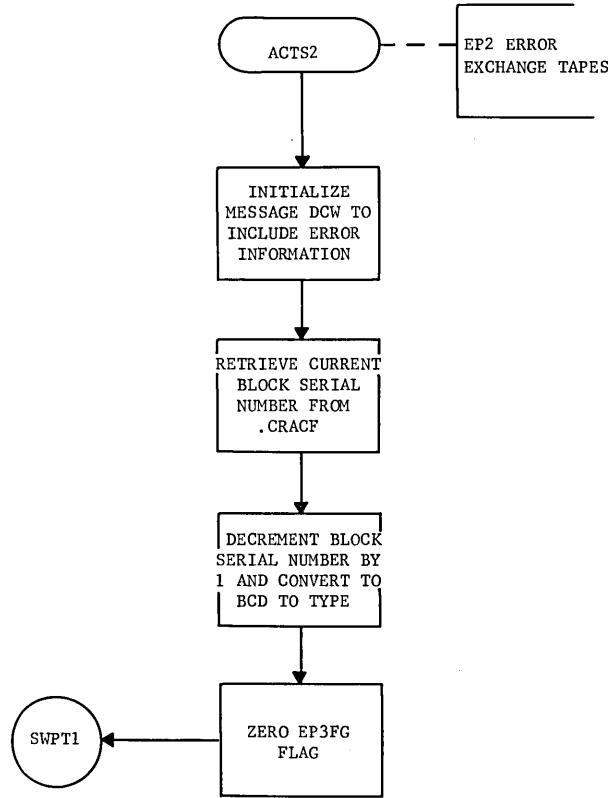 ACTS2
EP2 ERROR
EXCHANGE TAPES
INITIALIZE
MESSAGE DCW TO
INCLUDE ERROR
INFORMATION
RETRIEVE CURRENT
BLOCK SERIAL
NUMBER FROM
.CRACF
DECREMENT BLOCK
SERIAL NUMBER BY
1 AND CONVERT TO
BCD TO TYPE
ZERO EP3FG
FLAG
SWPT1